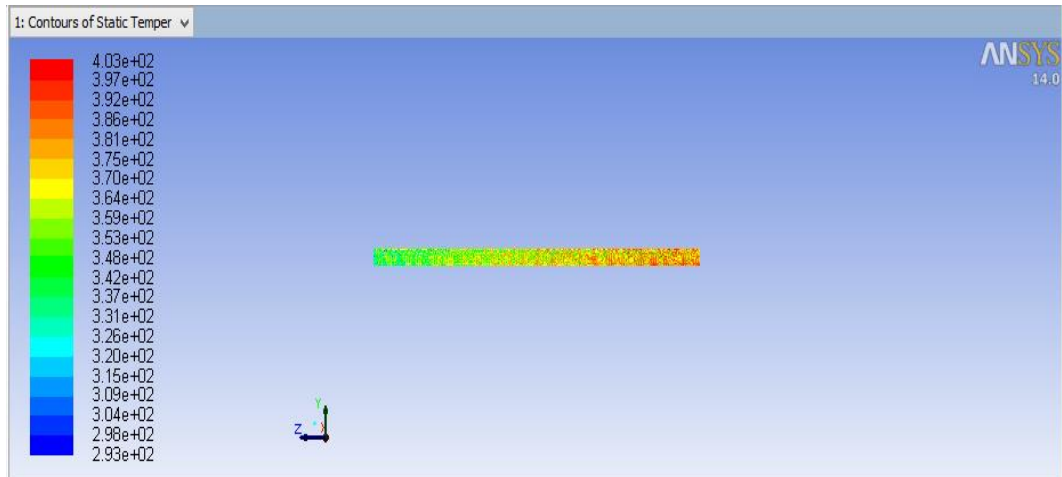 1: Contours of Static Temper
ANSYS
14.0
4.03e+02
3.97e+02
3.92e+02
3.86e+02
3.81e+02
3.75e+02
3.70e+02
3.64e+02
3.59e+02
3.53e+02
3.48e+02
3.42e+02
3.37e+02
3.31e+02
3.26e+02
3.20e+02
3.15e+02
3.09e+02
3.04e+02
2.98e+02
2.93e+02
Y
Z X